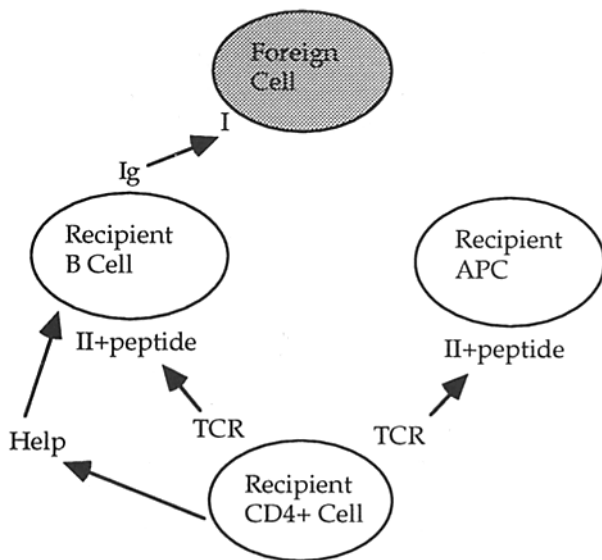 Foreign
Cell
I
Ig
Recipient
B Cell
Recipient
APC
II+peptide
II+peptide
TCR
TCR
Help
Recipient
CD4+ Cell